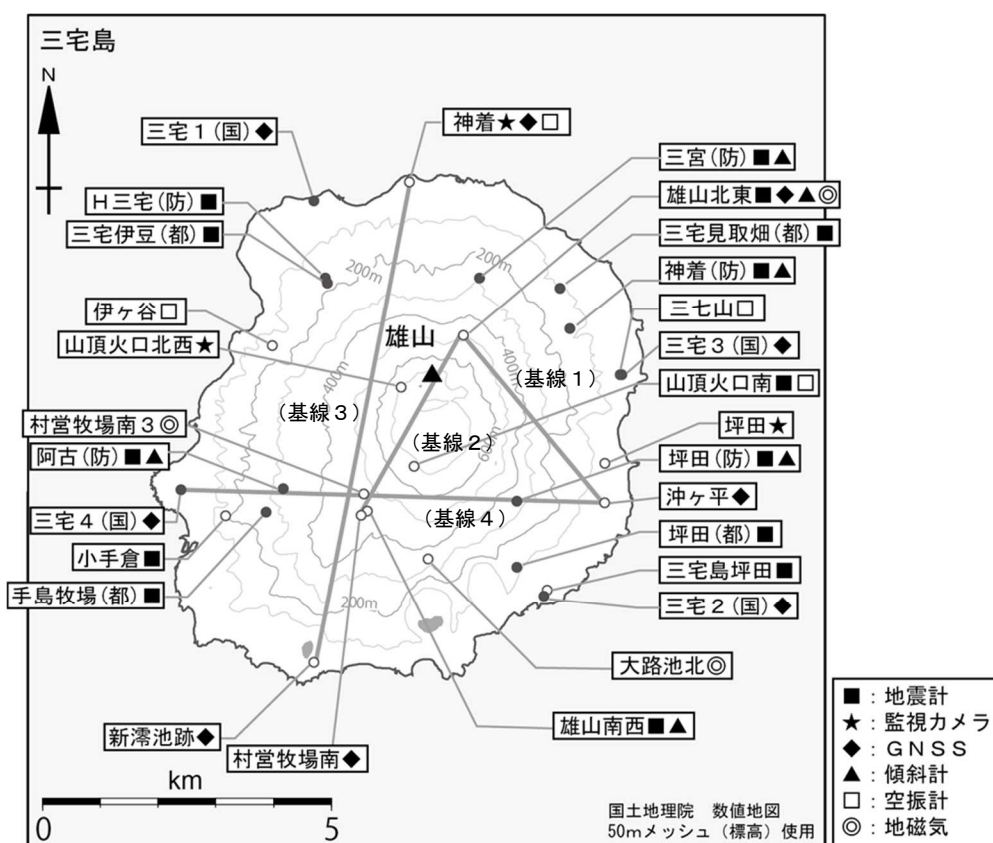 三宅島
N
神着★◆□
三宅1(国)◆
三宮(防)■▲
雄山北東■◆▲◎
H三宅(防)■
三宅伊豆(都)■
三宅見取畑(都)■
200m
200m
神着(防)■▲
伊ヶ谷□
三七山□
山頂火口北西★
雄山
三宅3(国)◆
400m
400m
(基線1)
山頂火口南■□
(基線3)
村営牧場南3◎
(基線2)
600m
坪田★
阿古(防)■▲
坪田(防)■▲
沖ヶ平◆
三宅4(国)◆
(基線4)
坪田(都)■
小手倉■
三宅島坪田■
手島牧場(都)■
200m
三宅2(国)◆
大路池北◎
新澪池跡◆
村営牧場南◆
雄山南西■▲
km
0 5
国土地理院 数値地図
50mメッシュ(標高)使用
■:地震計
★:監視カメラ
◆:GNSS
▲:傾斜計
□:空振計
◎:地磁気